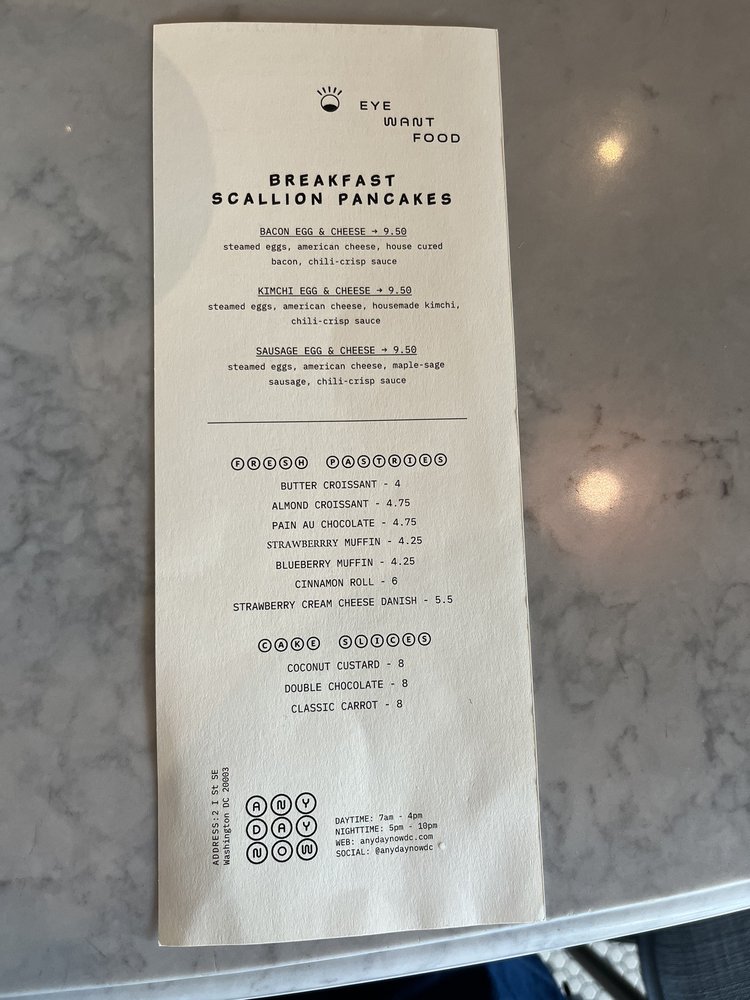 EYE
WANT
FOOD
BREAKFAST
SCALLION PANCAKES
BACON EGG & CHEESE → 9.50
steamed eggs, american cheese, house cured
bacon, chili-crisp sauce
KIMCHI EGG & CHEESE → 9.50
steamed eggs, american cheese, housemade kimchi,
chili-crisp sauce
SAUSAGE EGG & CHEESE → 9.50
steamed eggs, american cheese, maple-sage
sausage, chili-crisp sauce
FRESH PASTRIES
BUTTER CROISSANT - 4
ALMOND CROISSANT - 4.75
PAIN AU CHOCOLATE - 4.75
STRAWBERRRY MUFFIN - 4.25
BLUEBERRY MUFFIN - 4.25
CINNAMON ROLL - 6
STRAWBERRY CREAM CHEESE DANISH - 5.5
CAKE SLICES
COCONUT CUSTARD - 8
DOUBLE CHOCOLATE - 8
CLASSIC CARROT - 8
ADDRESS:2 I St SE
Washington DC 20003
ANY
DAY
NOW
DAYTIME: 7am - 4pm
NIGHTTIME: 5pm - 10pm
WEB: anydaynowdc.com
SOCIAL: @anydaynowdc